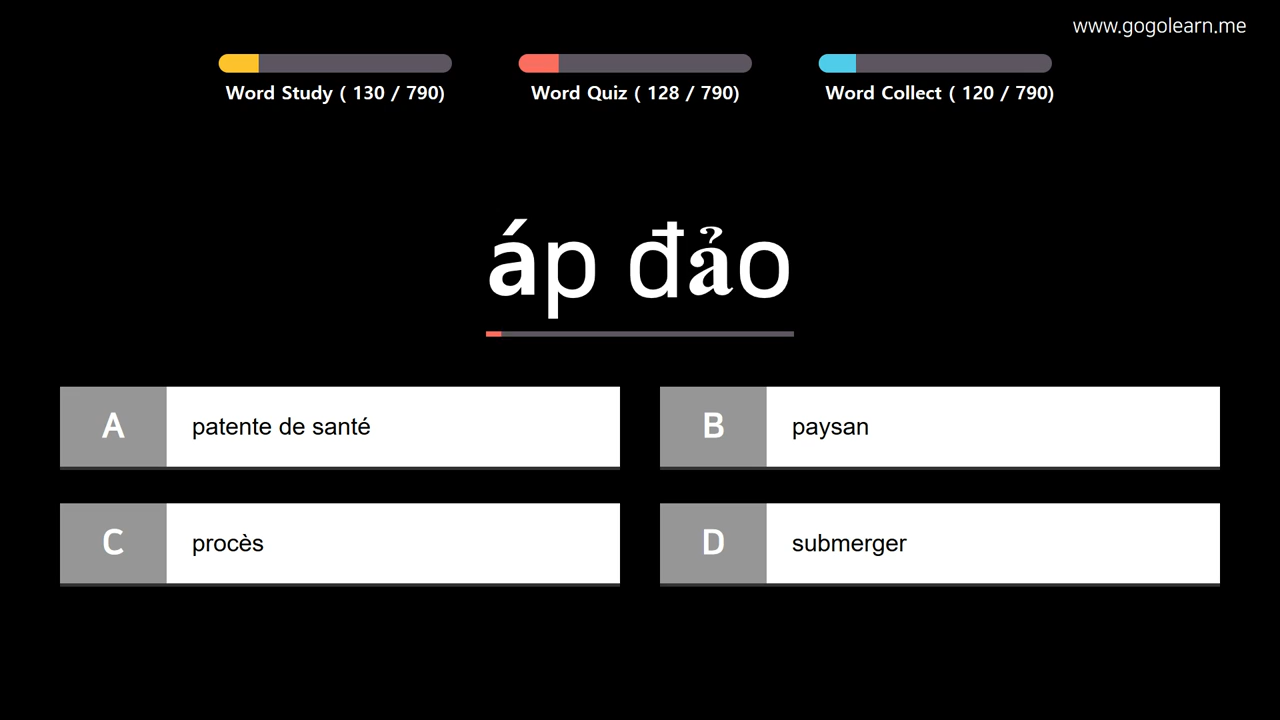 www.gogolearn.me
Word Study ( 130 / 790)
Word Quiz ( 128 / 790)
Word Collect ( 120 / 790)
áp đảo
A
patente de santé
B
paysan
C
procès
D
submerger